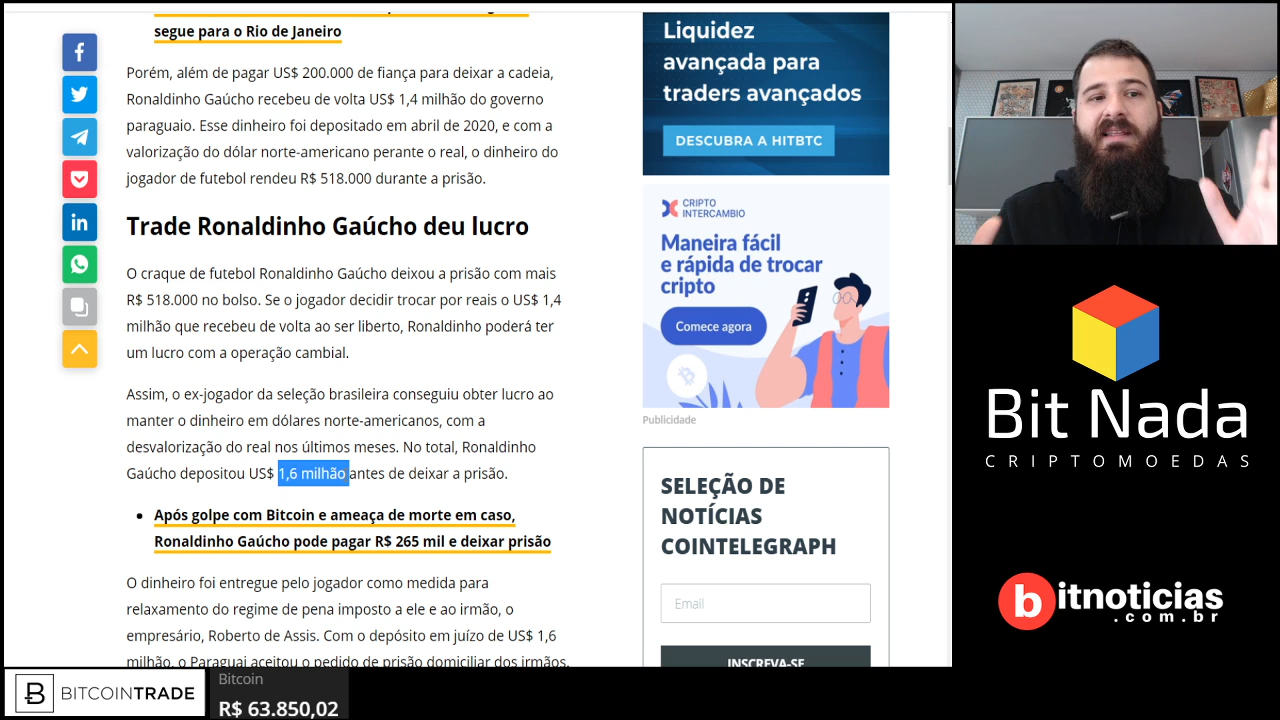 segue para o Rio de Janeiro
Porém, além de pagar US$ 200.000 de fiança para deixar a cadeia,
Ronaldinho Gaúcho recebeu de volta US$ 1,4 milhão do governo
paraguaio. Esse dinheiro foi depositado em abril de 2020, e com a
valorização do dólar norte-americano perante o real, o dinheiro do
jogador de futebol rendeu R$ 518.000 durante a prisão.
Trade Ronaldinho Gaúcho deu lucro
O craque de futebol Ronaldinho Gaúcho deixou a prisão com mais
R$ 518.000 no bolso. Se o jogador decidir trocar por reais o US$ 1,4
milhão que recebeu de volta ao ser liberto, Ronaldinho poderá ter
um lucro com a operação cambial.
Assim, o ex-jogador da seleção brasileira conseguiu obter lucro ao
manter o dinheiro em dólares norte-americanos, com a
desvalorização do real nos últimos meses. No total, Ronaldinho
Gaúcho depositou US$ 1,6 milhão antes de deixar a prisão.
Após golpe com Bitcoin e ameaça de morte em caso,
Ronaldinho Gaúcho pode pagar R$ 265 mil e deixar prisão
O dinheiro foi entregue pelo jogador como medida para
relaxamento do regime de pena imposto a ele e ao irmão, o
empresário, Roberto de Assis. Com o depósito em juízo de US$ 1,6
milhão, o Paraguai aceitou o pedido de prisão domiciliar dos irmãos.
Liquidez
avançada para
traders avançados
DESCUBRA A HITBTC
CRIPTO
INTERCAMBIO
Maneira fácil
e rápida de trocar
cripto
Comece agora
Publicidade
SELEÇÃO DE
NOTÍCIAS
COINTELEGRAPH
Email
INSCREVA-SE
Bit Nada
CRIPTOMOEDAS
bitnoticias
.com.br
BITCOINTRADE
Bitcoin
R$ 63.850,02